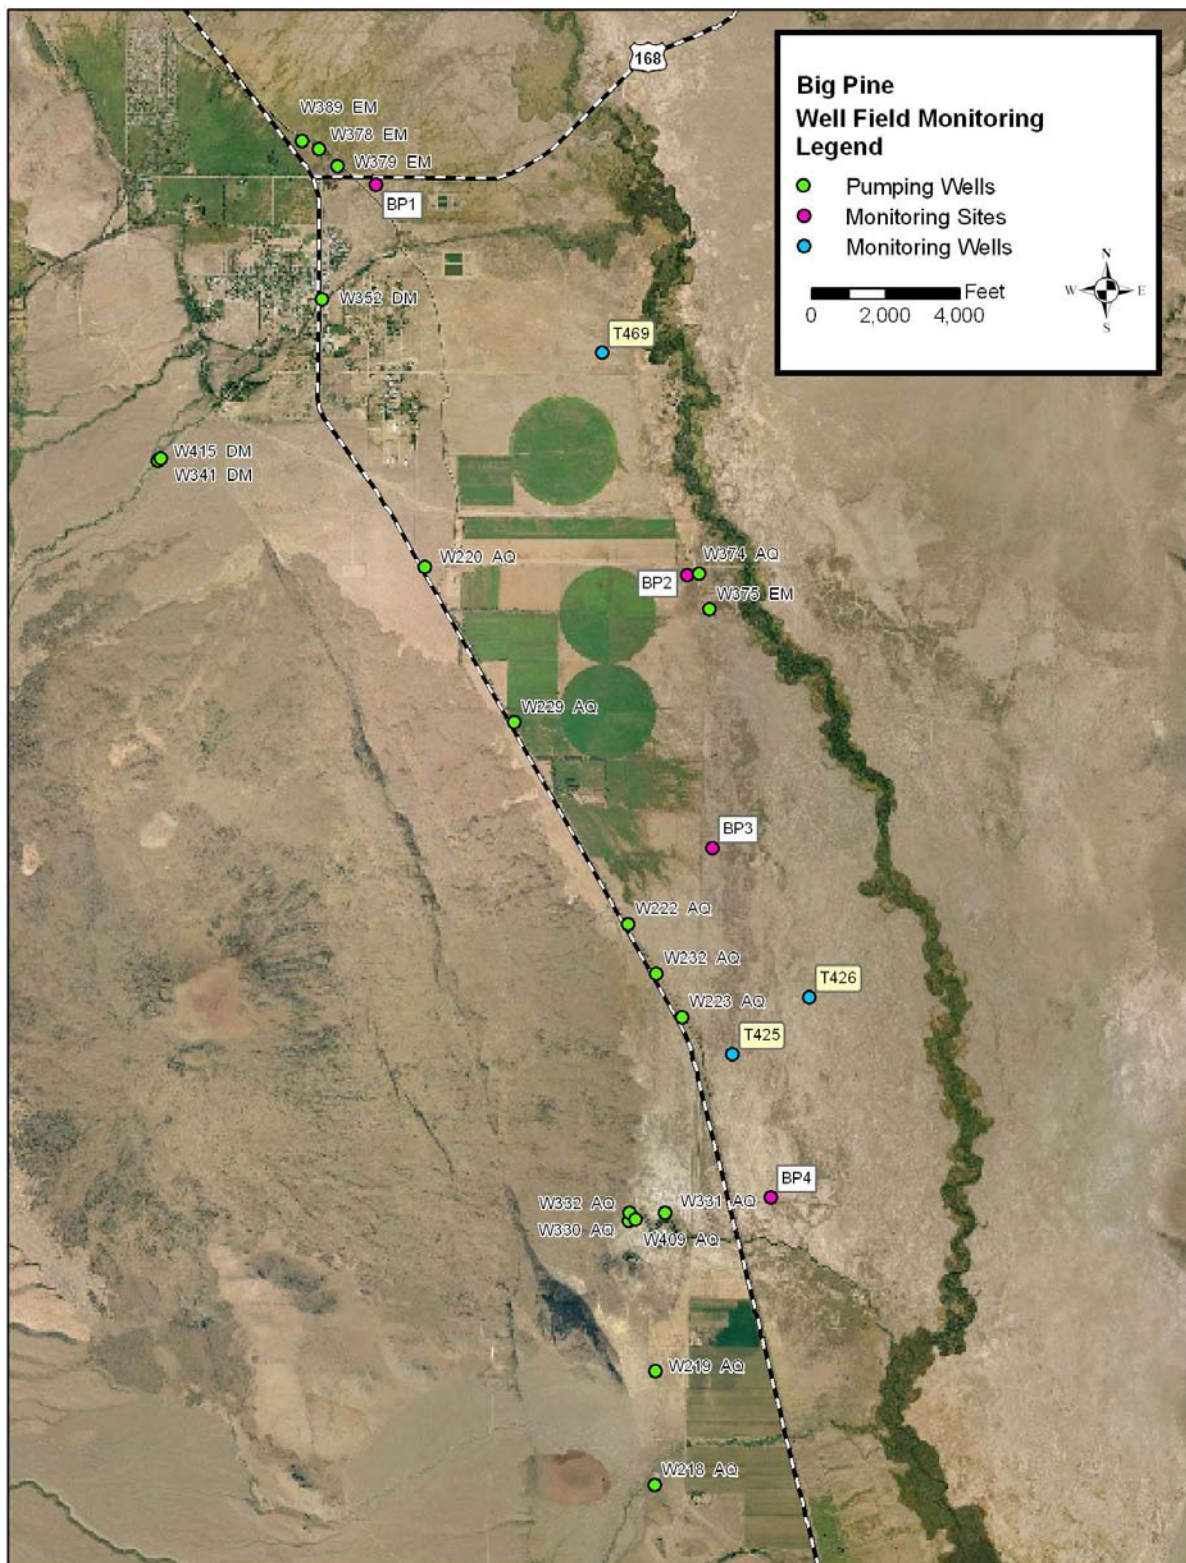 168
Big Pine
Well Field Monitoring
Legend
Pumping Wells
Monitoring Sites
Monitoring Wells
Feet
0 2,000 4,000
N
W E
S
W389 EM
W378 EM
W379 EM
BP1
W352 DM
T469
W415 DM
W341 DM
W220 AQ
W374 AQ
BP2
W375 EM
W229 AQ
BP3
W222 AQ
W232 AQ
T426
W223 AQ
T425
BP4
W332 AQ
W331 AQ
W330 AQ
W409 AQ
W219 AQ
W218 AQ